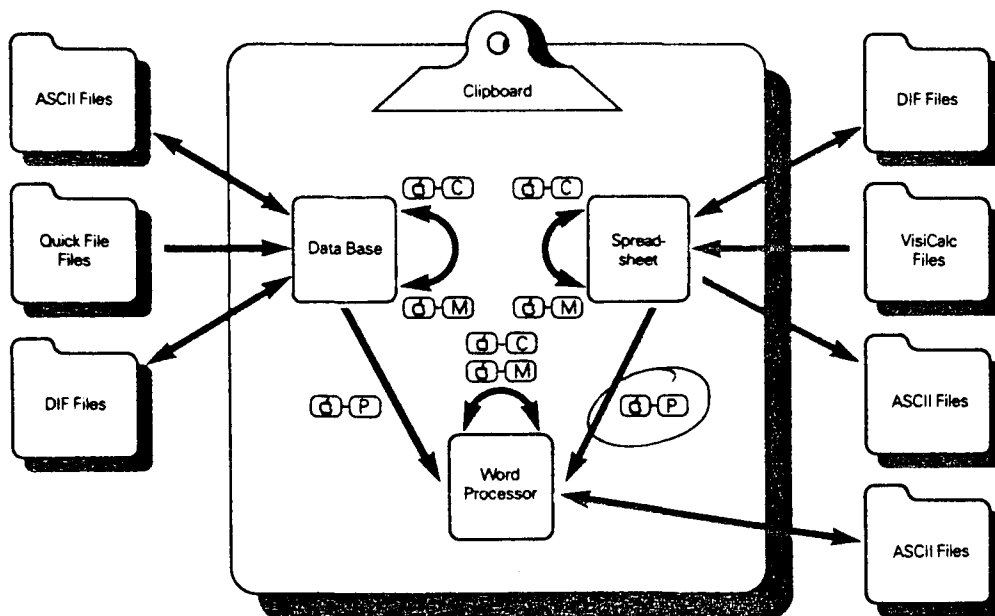 Clipboard
ASCII Files
DIF Files
C
C
Quick File
Files
Data Base
Spread-
sheet
VisiCalc
Files
M
M
C
M
DIF Files
P
P
ASCII Files
Word
Processor
ASCII Files